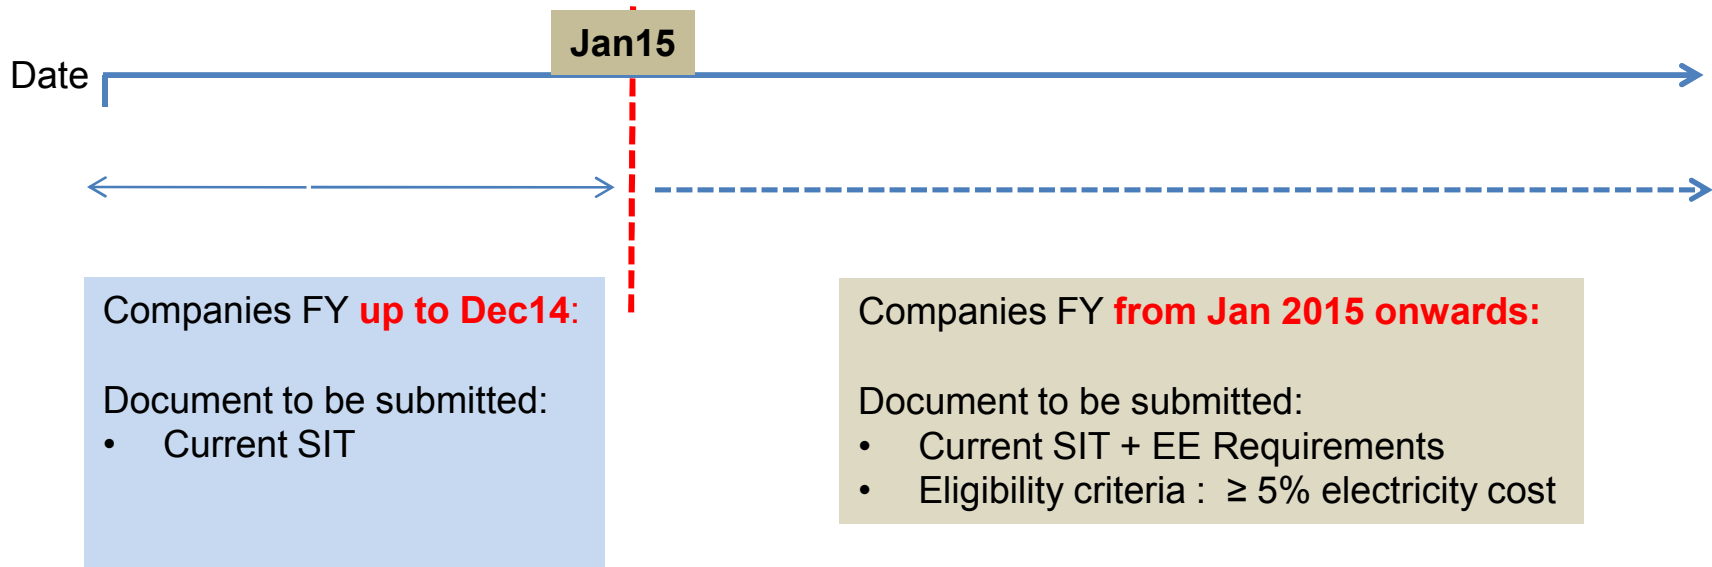 Jan15
Date
Companies FY up to Dec14:
Document to be submitted:
• Current SIT
Companies FY from Jan 2015 onwards:
Document to be submitted:
• Current SIT + EE Requirements
• Eligibility criteria : ≥ 5% electricity cost